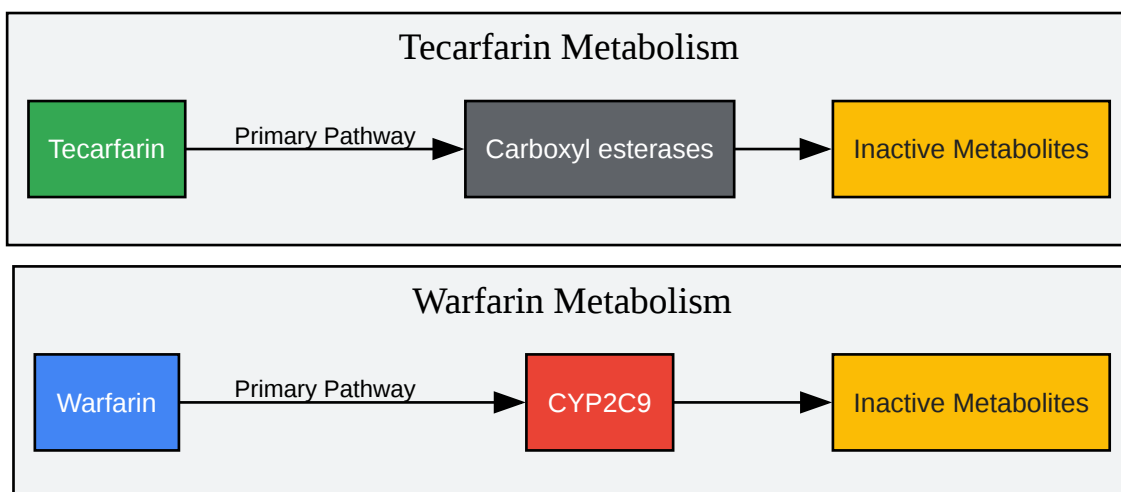 Tecarfarin Metabolism
Tecarfarin
Primary Pathway
Carboxyl esterases
Inactive Metabolites
Warfarin Metabolism
Warfarin
Primary Pathway
CYP2C9
Inactive Metabolites